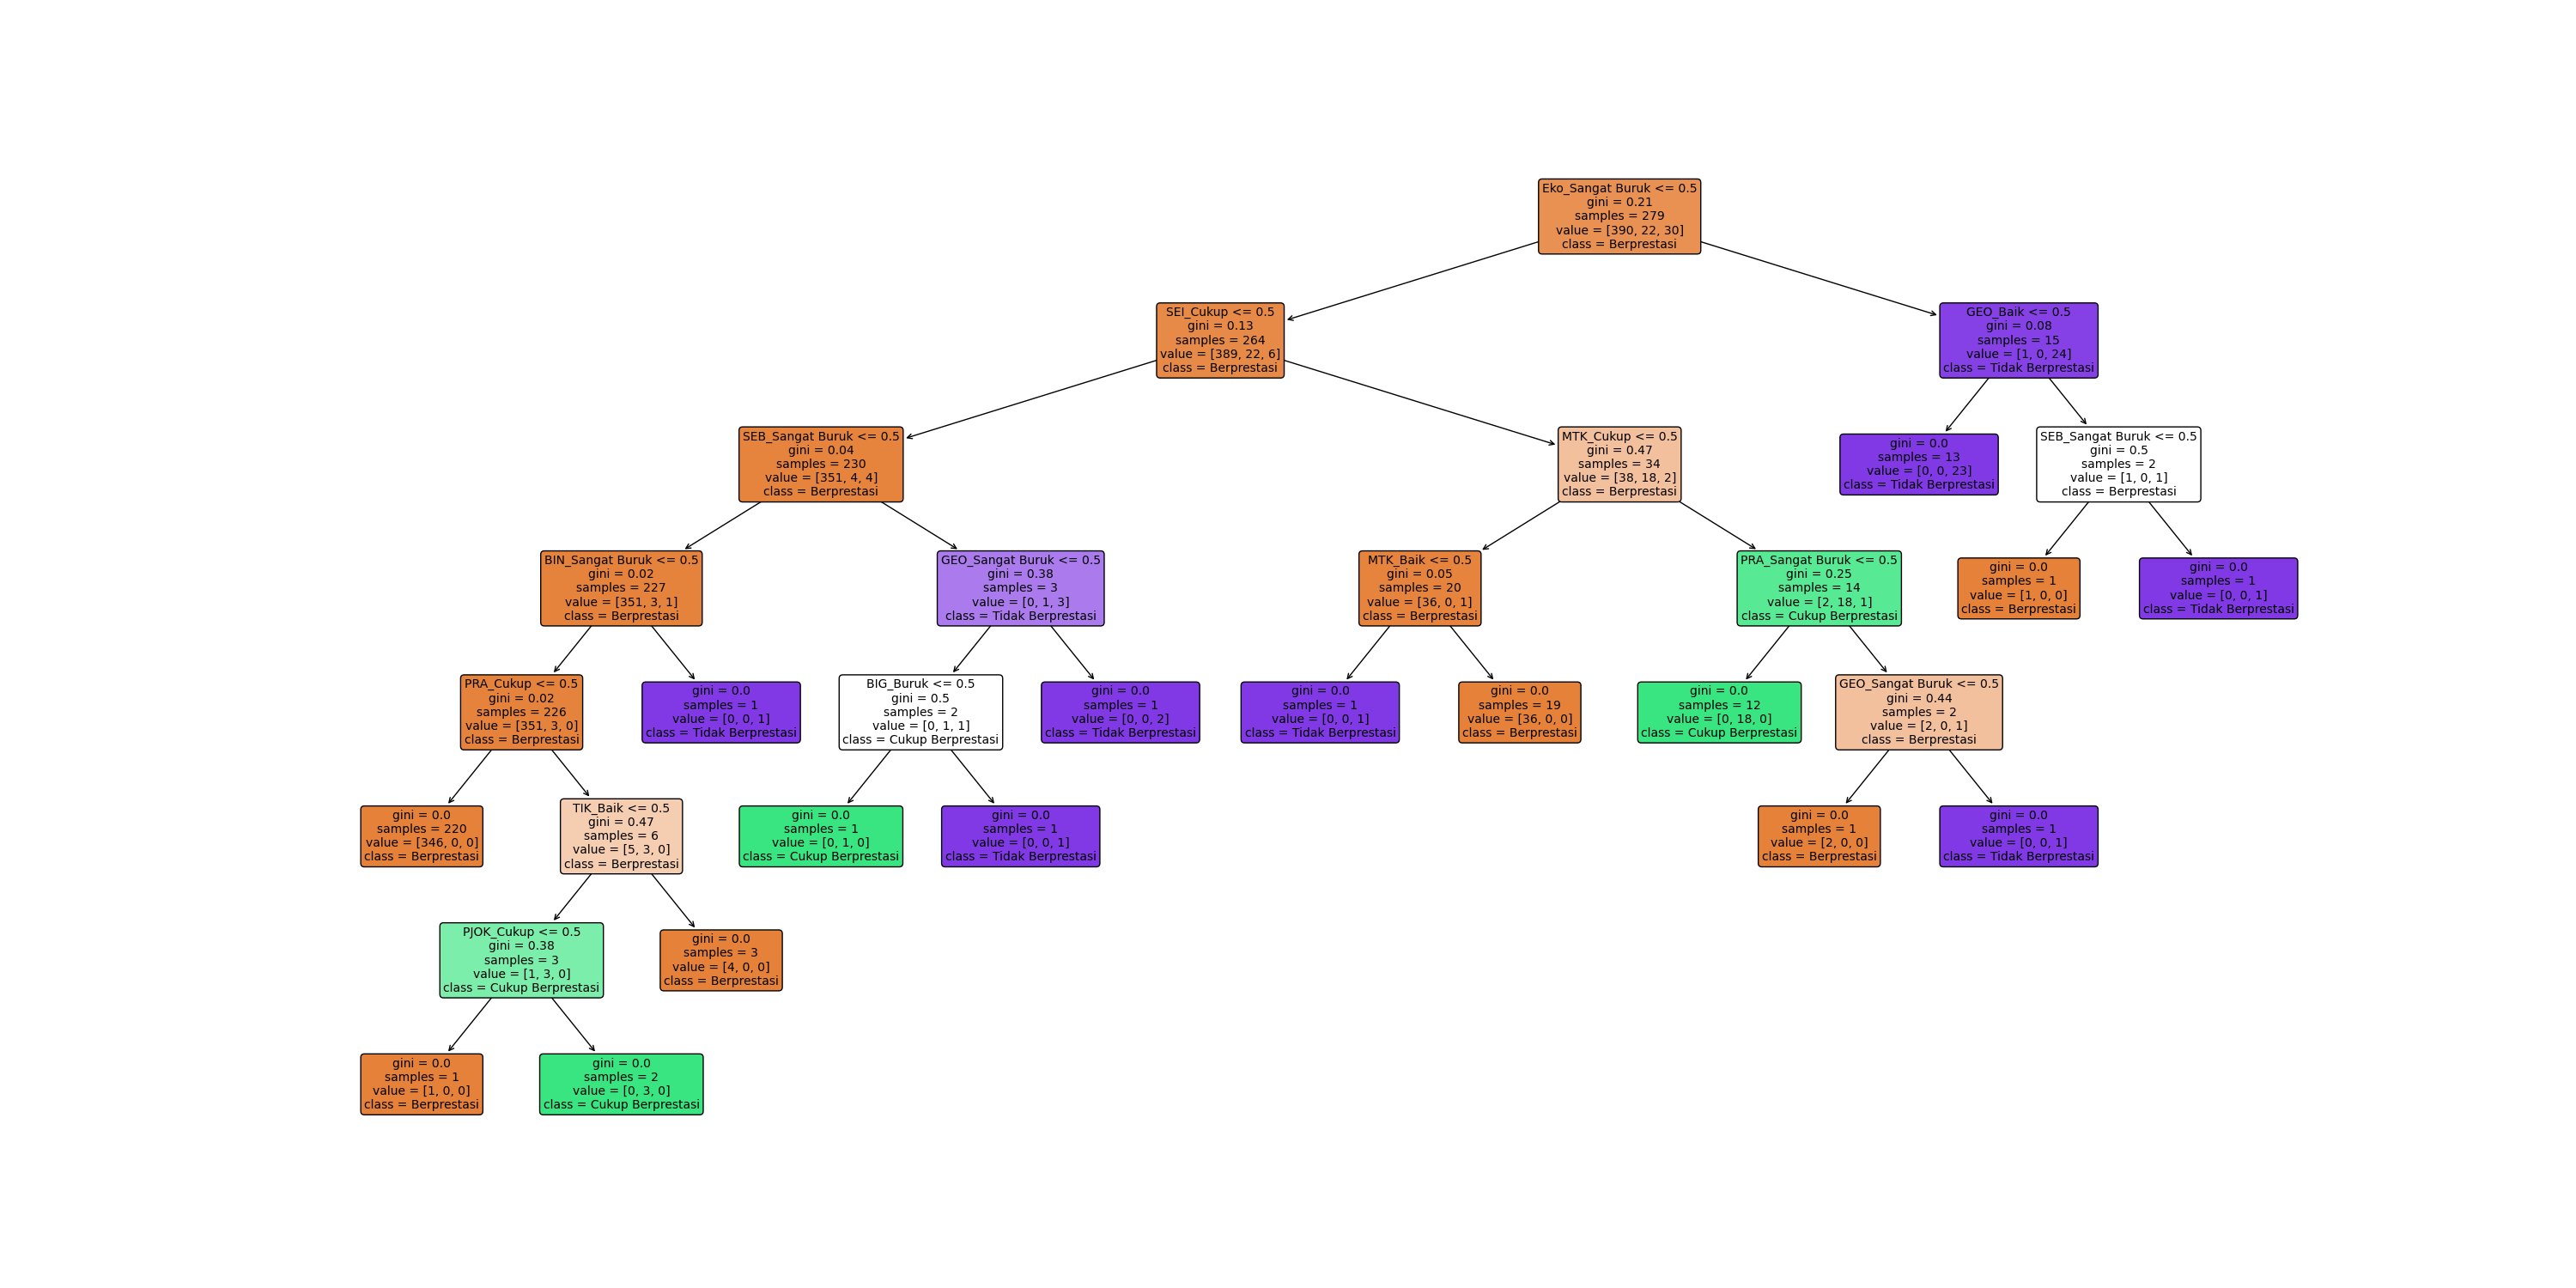 Eko_Sangat Buruk <= 0.5
gini = 0.21
samples = 279
value = [390, 22, 30]
class = Berprestasi
SEI_Cukup <= 0.5
gini = 0.13
samples = 264
value = [389, 22, 6]
class = Berprestasi
GEO_Baik <= 0.5
gini = 0.08
samples = 15
value = [1, 0, 24]
class = Tidak Berprestasi
SEB_Sangat Buruk <= 0.5
gini = 0.04
samples = 230
value = [351, 4, 4]
class = Berprestasi
MTK_Cukup <= 0.5
gini = 0.47
samples = 34
value = [38, 18, 2]
class = Berprestasi
gini = 0.0
samples = 13
value = [0, 0, 23]
class = Tidak Berprestasi
SEB_Sangat Buruk <= 0.5
gini = 0.5
samples = 2
value = [1, 0, 1]
class = Berprestasi
BIN_Sangat Buruk <= 0.5
gini = 0.02
samples = 227
value = [351, 3, 1]
class = Berprestasi
GEO_Sangat Buruk <= 0.5
gini = 0.38
samples = 3
value = [0, 1, 3]
class = Tidak Berprestasi
MTK_Baik <= 0.5
gini = 0.05
samples = 20
value = [36, 0, 1]
class = Berprestasi
PRA_Sangat Buruk <= 0.5
gini = 0.25
samples = 14
value = [2, 18, 1]
class = Cukup Berprestasi
gini = 0.0
samples = 1
value = [1, 0, 0]
class = Berprestasi
gini = 0.0
samples = 1
value = [0, 0, 1]
class = Tidak Berprestasi
PRA_Cukup <= 0.5
gini = 0.02
samples = 226
value = [351, 3, 0]
class = Berprestasi
gini = 0.0
samples = 1
value = [0, 0, 1]
class = Tidak Berprestasi
BIG_Buruk <= 0.5
gini = 0.5
samples = 2
value = [0, 1, 1]
class = Cukup Berprestasi
gini = 0.0
samples = 1
value = [0, 0, 2]
class = Tidak Berprestasi
gini = 0.0
samples = 1
value = [0, 0, 1]
class = Tidak Berprestasi
gini = 0.0
samples = 19
value = [36, 0, 0]
class = Berprestasi
gini = 0.0
samples = 12
value = [0, 18, 0]
class = Cukup Berprestasi
GEO_Sangat Buruk <= 0.5
gini = 0.44
samples = 2
value = [2, 0, 1]
class = Berprestasi
gini = 0.0
samples = 220
value = [346, 0, 0]
class = Berprestasi
TIK_Baik <= 0.5
gini = 0.47
samples = 6
value = [5, 3, 0]
class = Berprestasi
gini = 0.0
samples = 1
value = [0, 1, 0]
class = Cukup Berprestasi
gini = 0.0
samples = 1
value = [0, 0, 1]
class = Tidak Berprestasi
gini = 0.0
samples = 1
value = [2, 0, 0]
class = Berprestasi
gini = 0.0
samples = 1
value = [0, 0, 1]
class = Tidak Berprestasi
PJOK_Cukup <= 0.5
gini = 0.38
samples = 3
value = [1, 3, 0]
class = Cukup Berprestasi
gini = 0.0
samples = 3
value = [4, 0, 0]
class = Berprestasi
gini = 0.0
samples = 1
value = [1, 0, 0]
class = Berprestasi
gini = 0.0
samples = 2
value = [0, 3, 0]
class = Cukup Berprestasi